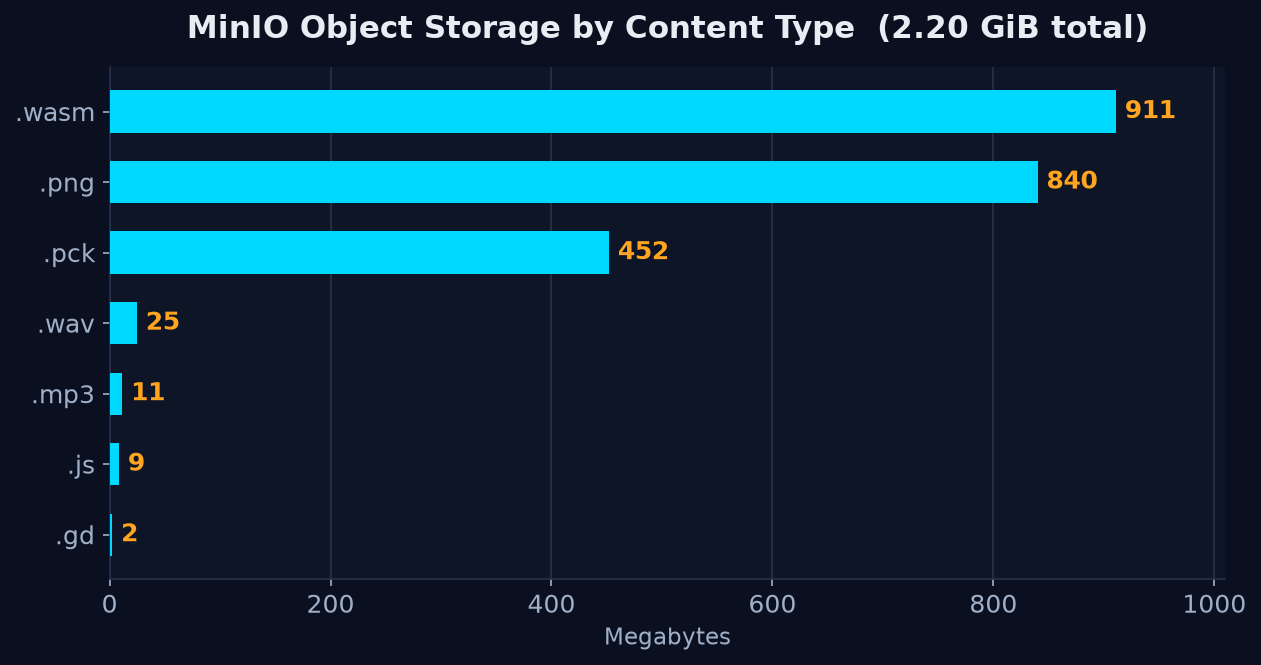 MinIO Object Storage by Content Type (2.20 GiB total)
.wasm 911
.png 840
.pck 452
.wav 25
.mp3 11
.js 9
.gd 2
0 200 400 600 800 1000
Megabytes